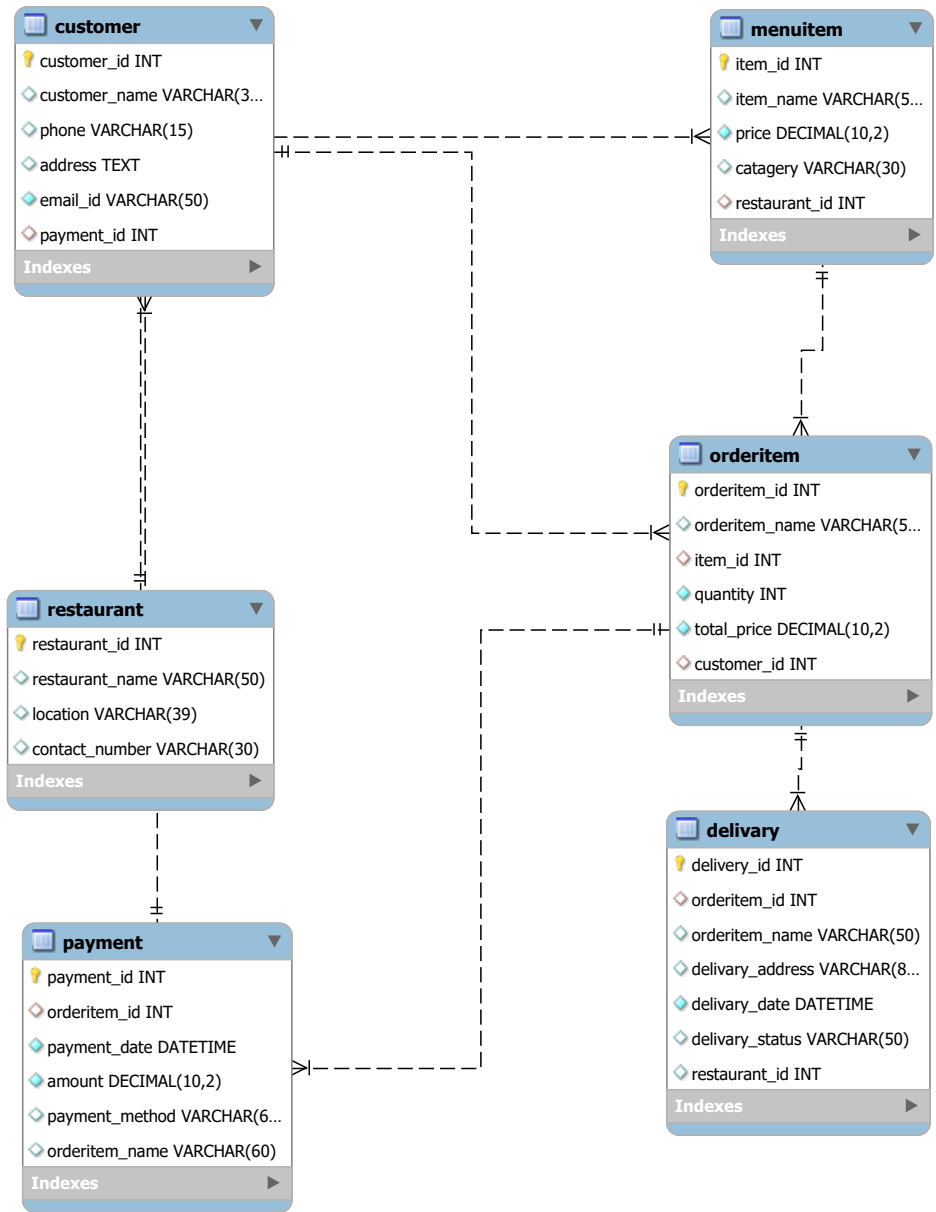 customer
customer_id INT
customer_name VARCHAR(3...
phone VARCHAR(15)
address TEXT
email_id VARCHAR(50)
payment_id INT
Indexes
menuitem
item_id INT
item_name VARCHAR(5...
price DECIMAL(10,2)
catagery VARCHAR(30)
restaurant_id INT
Indexes
orderitem
orderitem_id INT
orderitem_name VARCHAR(5...
item_id INT
quantity INT
total_price DECIMAL(10,2)
customer_id INT
Indexes
restaurant
restaurant_id INT
restaurant_name VARCHAR(50)
location VARCHAR(39)
contact_number VARCHAR(30)
Indexes
delivary
delivery_id INT
orderitem_id INT
orderitem_name VARCHAR(50)
delivary_address VARCHAR(8...
delivary_date DATETIME
delivary_status VARCHAR(50)
restaurant_id INT
Indexes
payment
payment_id INT
orderitem_id INT
payment_date DATETIME
amount DECIMAL(10,2)
payment_method VARCHAR(6...
orderitem_name VARCHAR(60)
Indexes